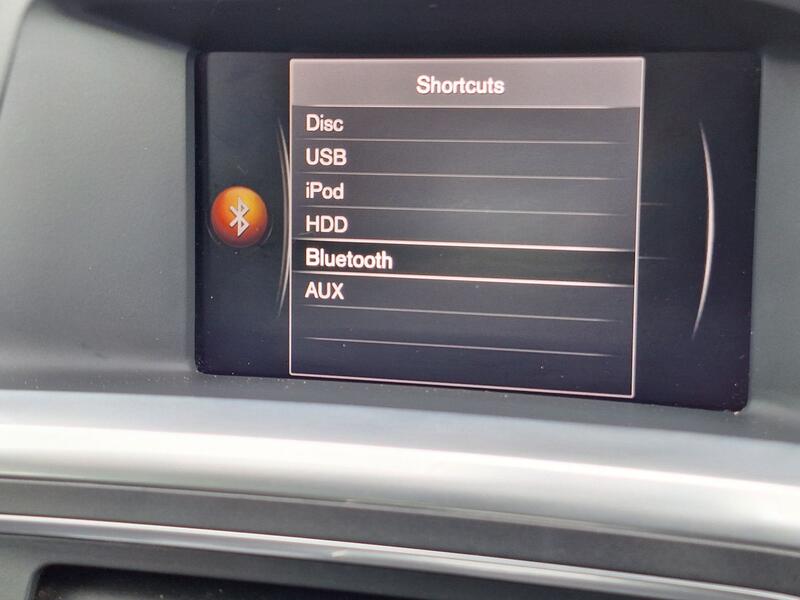 Shortcuts
Disc
USB
iPod
HDD
Bluetooth
AUX